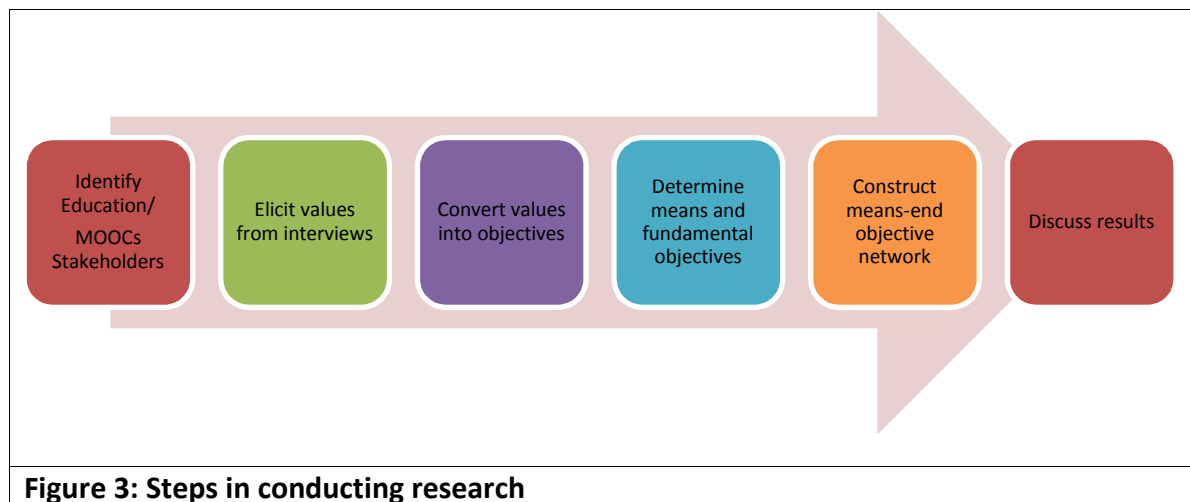 Identify
Education/
MOOCs
Stakeholders
Elicit values
from interviews
Convert values
into objectives
Determine
means and
fundamental
objectives
Construct
means-end
objective
network
Discuss results
Figure 3: Steps in conducting research